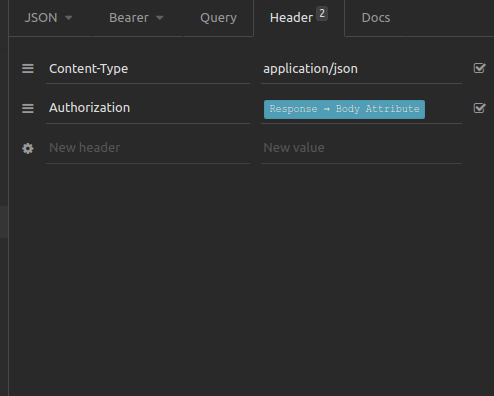 JSON Bearer Query Header 2 Docs
Content-Type application/json
Authorization Response → Body Attribute
New header New value